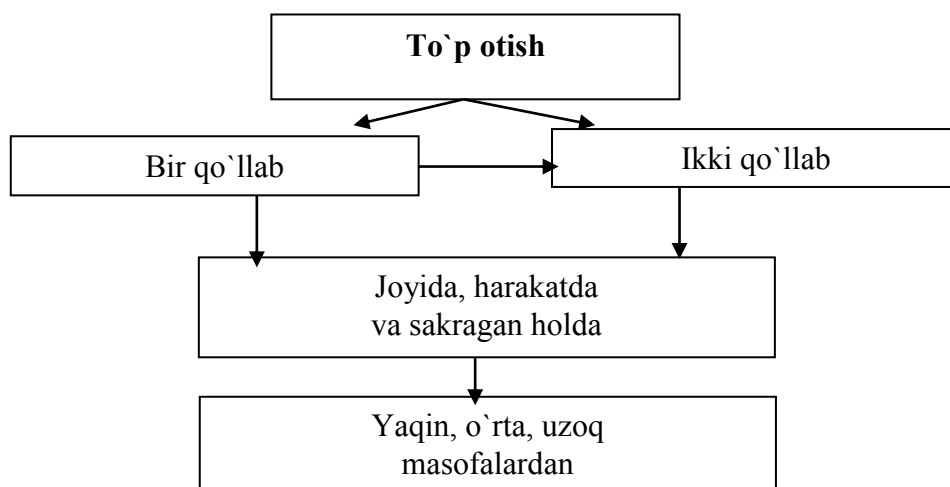 To`p otish
Bir qo`llab
Ikki qo`llab
Joyida, harakatda
va sakragan holda
Yaqin, o`rta, uzoq
masofalardan